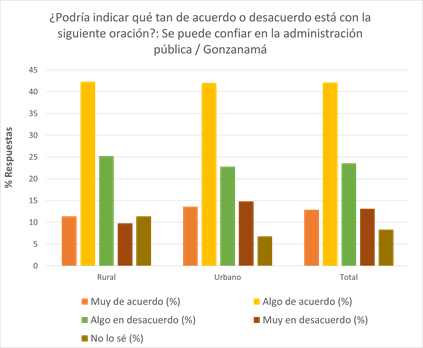 ¿Podría indicar qué tan de acuerdo o desacuerdo está con la
siguiente oración?: Se puede confiar en la administración
pública / Gonzanamá
45
40
35
30
25
20
15
10
5
0
% Respuestas
Rural
Urbano
Total
Muy de acuerdo (%)
Algo de acuerdo (%)
Algo en desacuerdo (%)
Muy en desacuerdo (%)
No lo sé (%)